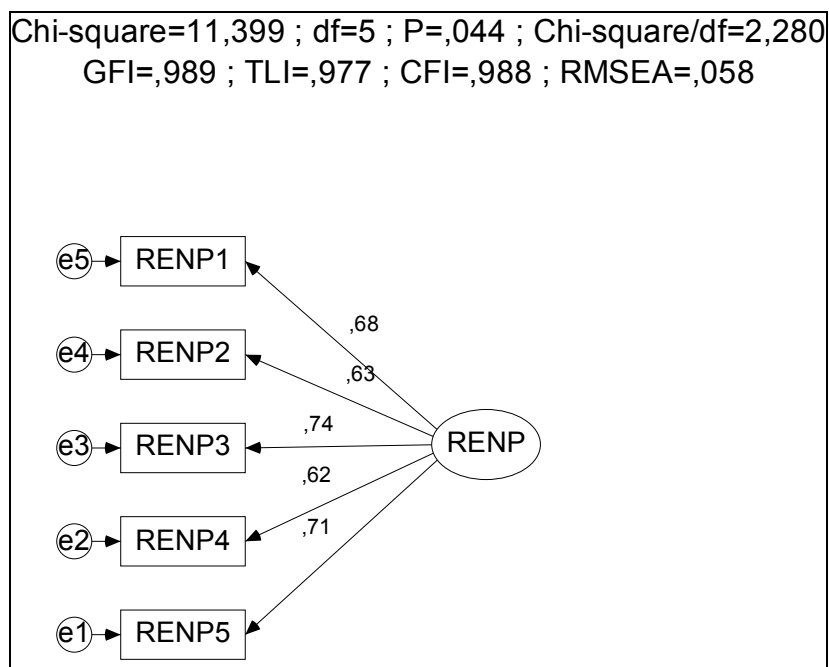 Chi-square=11,399 ; df=5 ; P=,044 ; Chi-square/df=2,280
GFI=,989 ; TLI=,977 ; CFI=,988 ; RMSEA=,058
e5 RENP1
,68
e4 RENP2
,63
,74
e3 RENP3
RENP
,62
,71
e2 RENP4
e1 RENP5